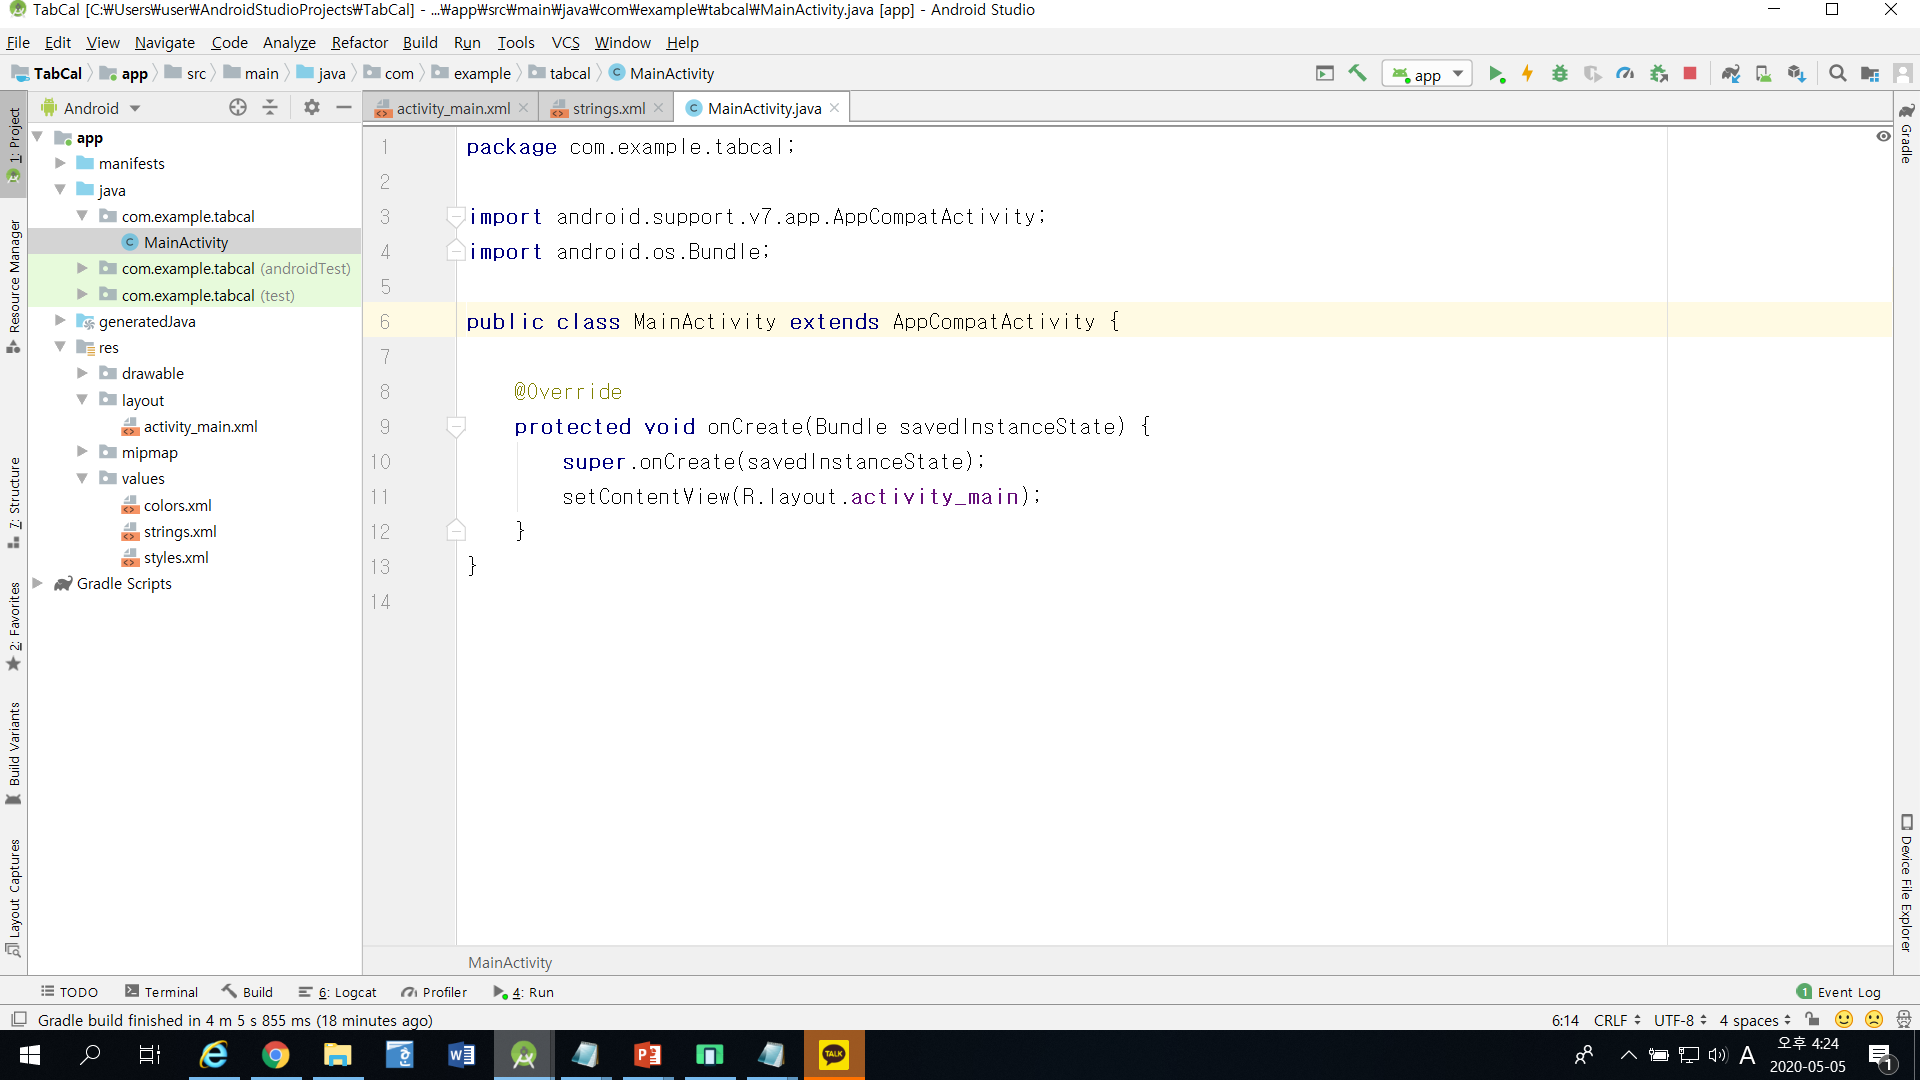 TabCal [C:₩Users₩user₩AndroidStudioProjects₩TabCal] - ...₩app₩src₩main₩java₩com₩example₩tabcal₩MainActivity.java [app] - Android Studio
File Edit View Navigate Code Analyze Refactor Build Run Tools VCS Window Help
TabCal app src main java com example tabcal MainActivity app
Android activity_main.xml strings.xml MainActivity.java
1: Project
Resource Manager
7: Structure
2: Favorites
Build Variants
Layout Captures
app
manifests
java
com.example.tabcal
MainActivity
com.example.tabcal (androidTest)
com.example.tabcal (test)
generatedJava
res
drawable
layout
activity_main.xml
mipmap
values
colors.xml
strings.xml
styles.xml
Gradle Scripts
1 package com.example.tabcal;
2
3 import android.support.v7.app.AppCompatActivity;
4 import android.os.Bundle;
5
6 public class MainActivity extends AppCompatActivity {
7
8 @Override
9 protected void onCreate(Bundle savedInstanceState) {
10 super.onCreate(savedInstanceState);
11 setContentView(R.layout.activity_main);
12 }
13 }
14
Gradle
Device File Explorer
MainActivity
TODO Terminal Build 6: Logcat Profiler 4: Run 1 Event Log
Gradle build finished in 4 m 5 s 855 ms (18 minutes ago) 6:14 CRLF UTF-8 4 spaces
TALK A 오후 4:24
2020-05-05 1